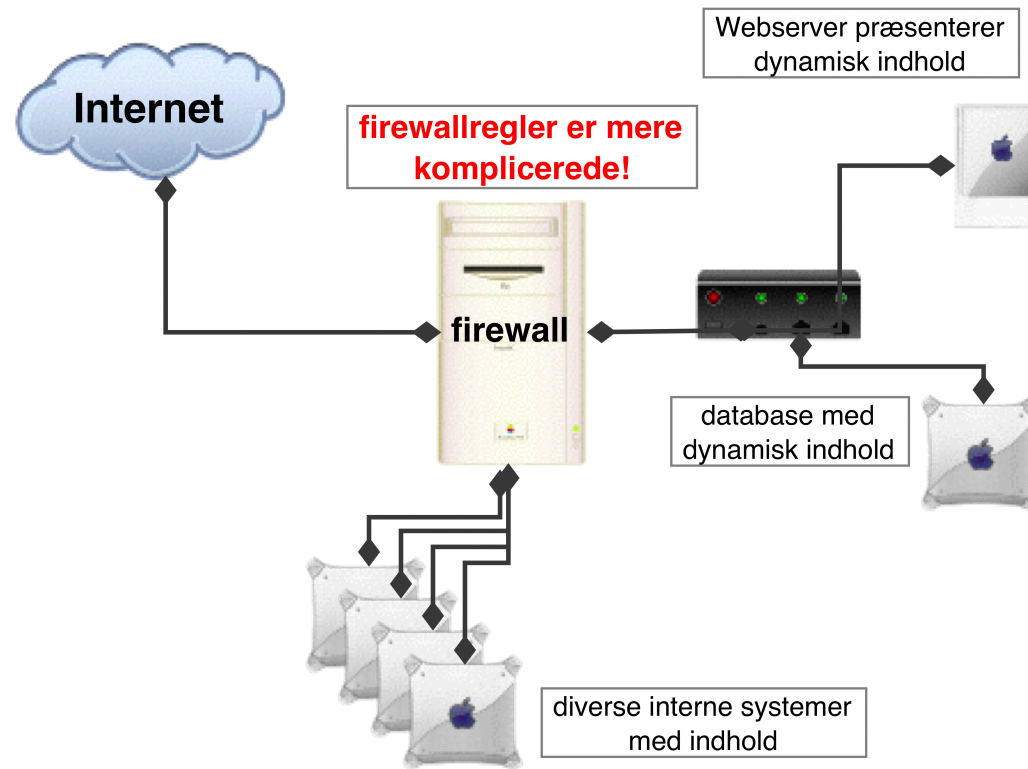 Webserver præsenterer
dynamisk indhold
Internet
firewallregler er mere
komplicerede!
firewall
database med
dynamisk indhold
diverse interne systemer
med indhold